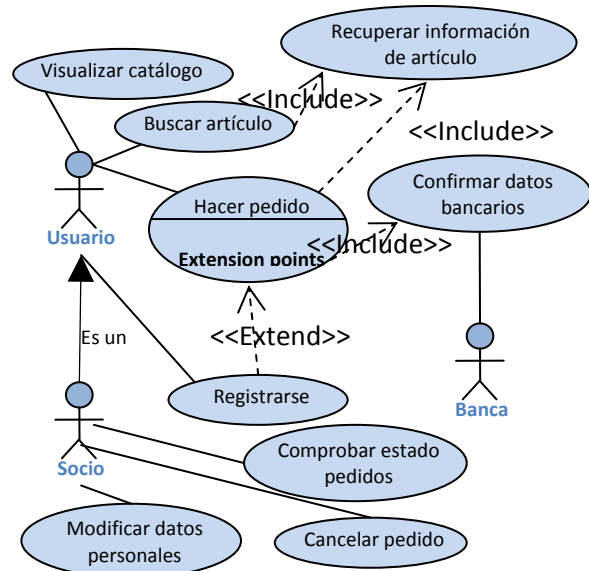 Recuperar información
de artículo
Visualizar catálogo
<<Include>>
Buscar artículo
<<Include>>
Confirmar datos
bancarios
Hacer pedido
Usuario
<<Include>>
Extension points
Es un
<<Extend>>
Registrarse
Banca
Comprobar estado
pedidos
Socio
Modificar datos
personales
Cancelar pedido